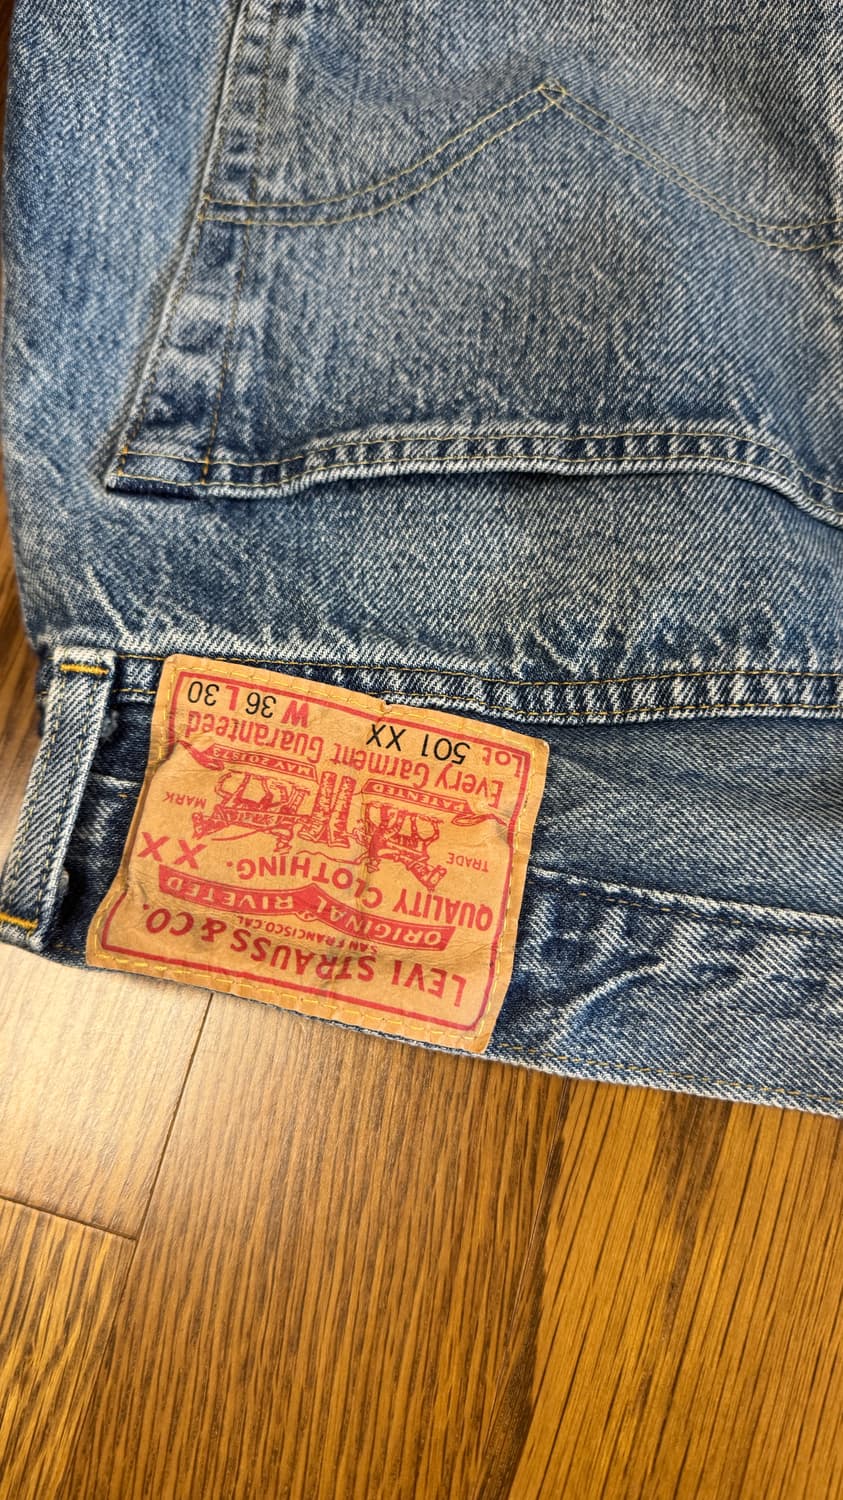 LEVI STRAUSS & CO.
SAN FRANCISCO.CAL
ORIGINAL RIVETED
QUALITY CLOTHING.
XX XX
TRADE MARK
PATENTED MAY 20 1873
Every Garment Guaranteed
Lot 501 XX W 36 L 30